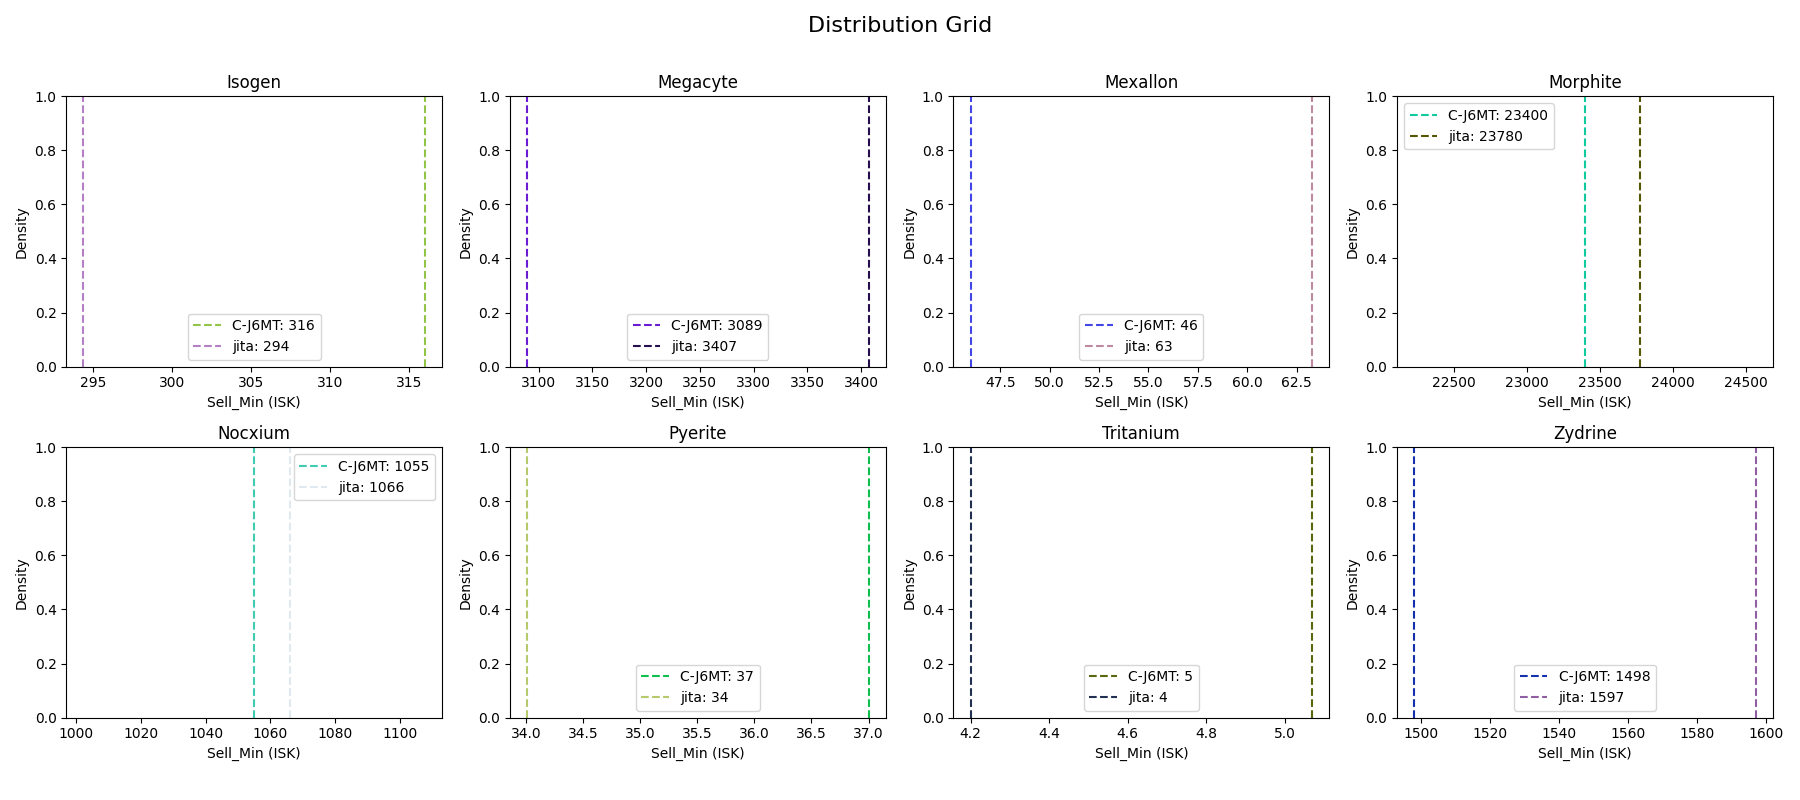 Distribution Grid
Isogen
1.0
0.8
0.6
0.4
0.2
0.0
Density
C-J6MT: 316
jita: 294
295 300 305 310 315
Sell_Min (ISK)
Megacyte
1.0
0.8
0.6
0.4
0.2
0.0
Density
C-J6MT: 3089
jita: 3407
3100 3150 3200 3250 3300 3350 3400
Sell_Min (ISK)
Mexallon
1.0
0.8
0.6
0.4
0.2
0.0
Density
C-J6MT: 46
jita: 63
47.5 50.0 52.5 55.0 57.5 60.0 62.5
Sell_Min (ISK)
Morphite
1.0
0.8
0.6
0.4
0.2
0.0
Density
C-J6MT: 23400
jita: 23780
22500 23000 23500 24000 24500
Sell_Min (ISK)
Nocxium
1.0
0.8
0.6
0.4
0.2
0.0
Density
C-J6MT: 1055
jita: 1066
1000 1020 1040 1060 1080 1100
Sell_Min (ISK)
Pyerite
1.0
0.8
0.6
0.4
0.2
0.0
Density
C-J6MT: 37
jita: 34
34.0 34.5 35.0 35.5 36.0 36.5 37.0
Sell_Min (ISK)
Tritanium
1.0
0.8
0.6
0.4
0.2
0.0
Density
C-J6MT: 5
jita: 4
4.2 4.4 4.6 4.8 5.0
Sell_Min (ISK)
Zydrine
1.0
0.8
0.6
0.4
0.2
0.0
Density
C-J6MT: 1498
jita: 1597
1500 1520 1540 1560 1580 1600
Sell_Min (ISK)